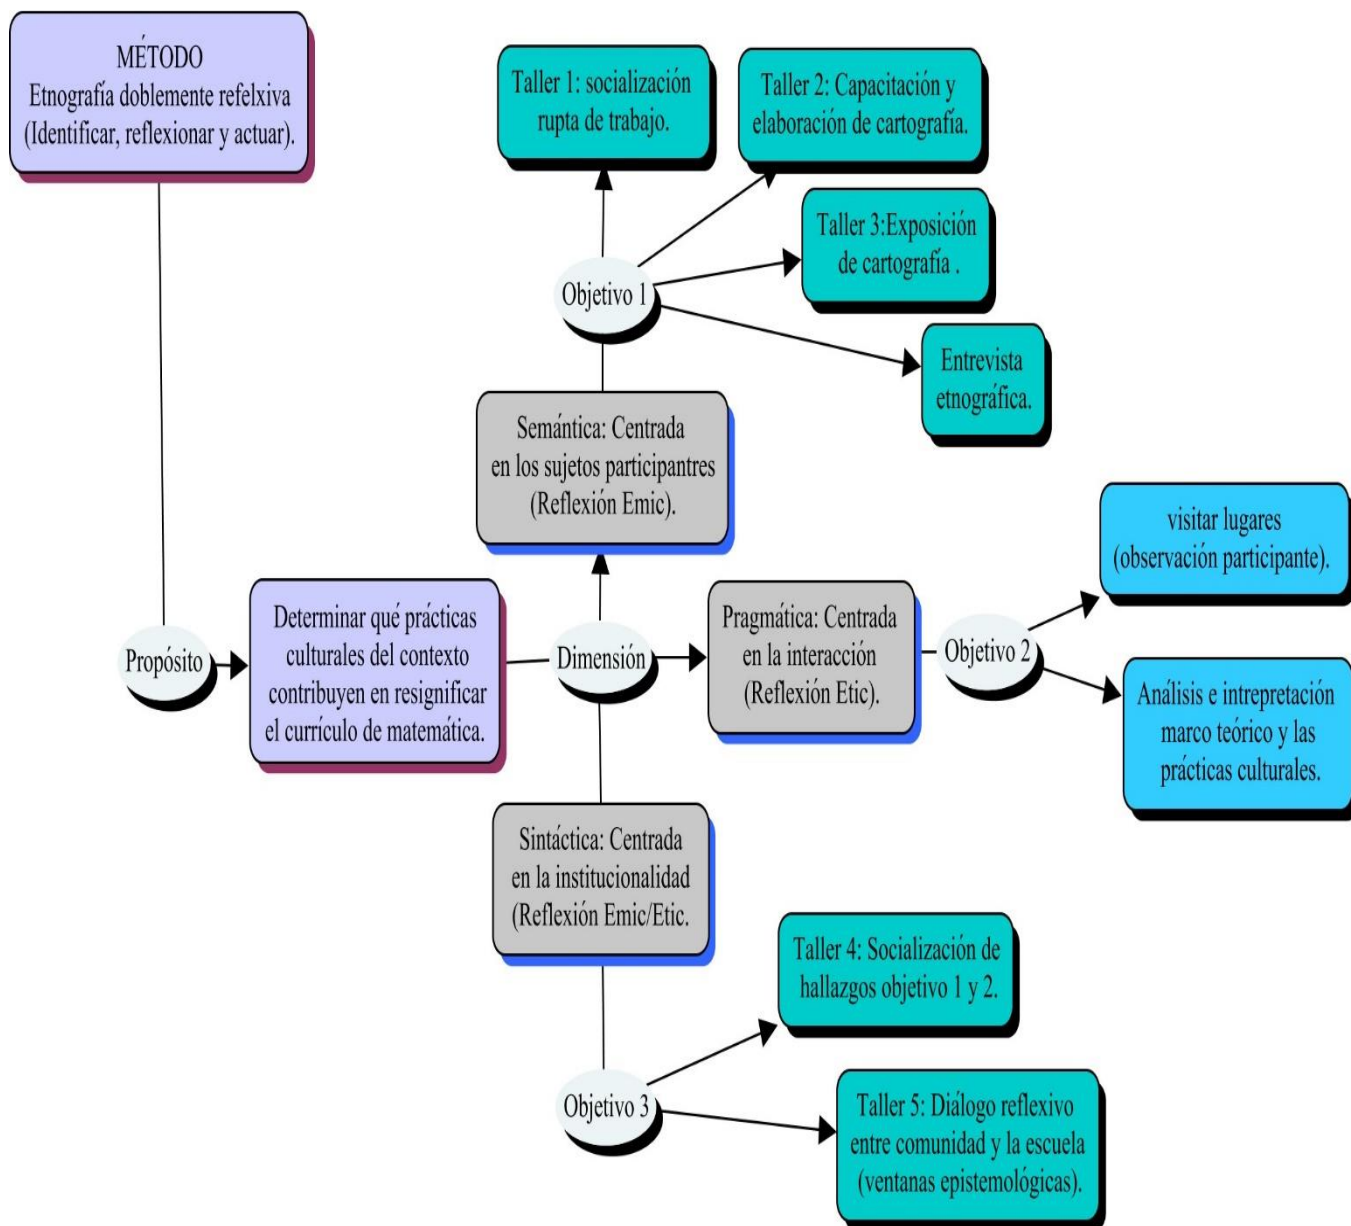 MÉTODO
Etnografía doblemente refelxiva
(Identificar, reflexionar y actuar).
Taller 1: socialización
rupta de trabajo.
Taller 2: Capacitación y
elaboración de cartografía.
Taller 3:Exposición
de cartografía .
Objetivo 1
Entrevista
etnográfica.
Semántica: Centrada
en los sujetos participantres
(Reflexión Emic).
visitar lugares
(observación participante).
Propósito
Determinar qué prácticas
culturales del contexto
contribuyen en resignificar
el currículo de matemática.
Dimensión
Pragmática: Centrada
en la interacción
(Reflexión Etic).
Objetivo 2
Análisis e intrepretación
marco teórico y las
prácticas culturales.
Sintáctica: Centrada
en la institucionalidad
(Reflexión Emic/Etic.
Taller 4: Socialización de
hallazgos objetivo 1 y 2.
Objetivo 3
Taller 5: Diálogo reflexivo
entre comunidad y la escuela
(ventanas epistemológicas).